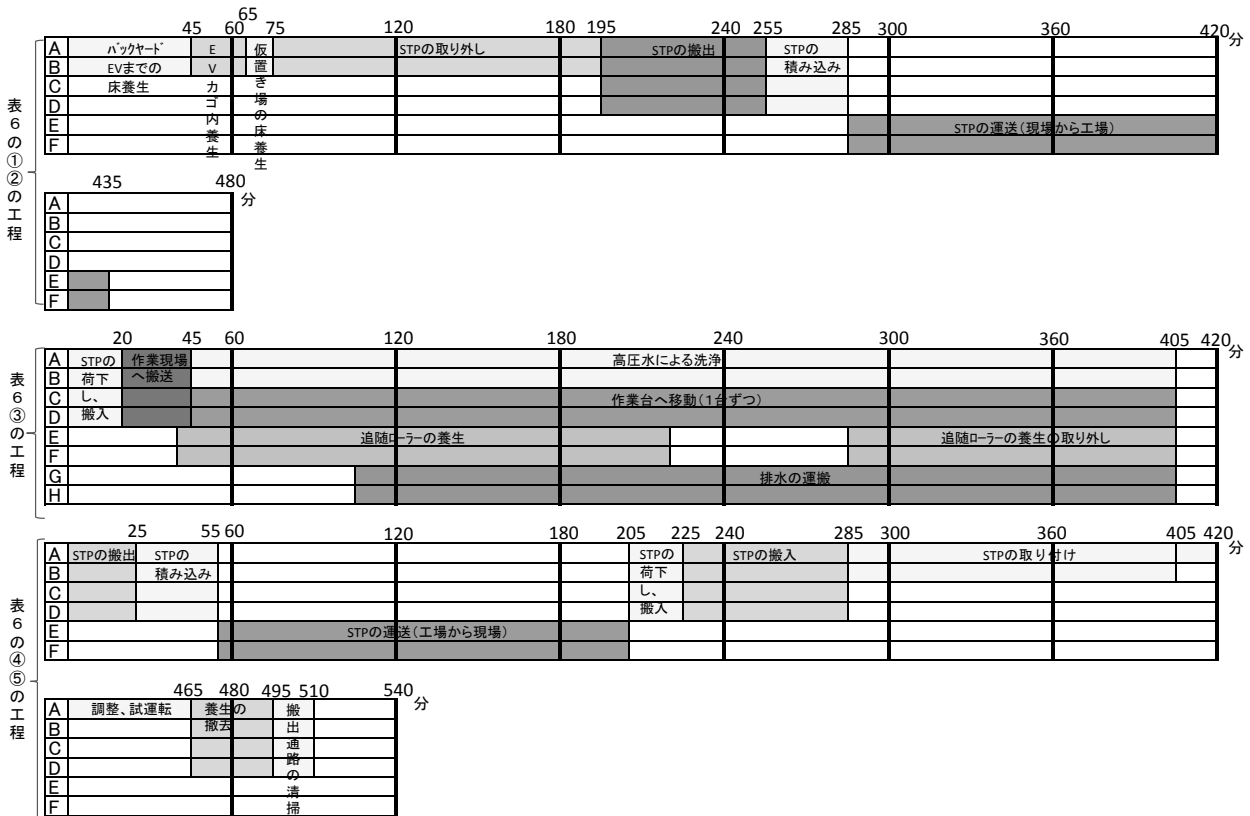 表6の①②の工程
45 60 65 75 120 180 195 240 255 285 300 360 420 分
A バックヤード EVカゴ内養生 仮置き場の床養生 STPの取り外し STPの搬出 STPの
B EVまでの 積み込み
C 床養生
D
E STPの運送(現場から工場)
F
435 480 分
A
B
C
D
E
F
表6③の工程
20 45 60 120 180 240 300 360 405 420 分
A STPの 作業現場 高圧水による洗浄
B 荷下 へ搬送
C し、 作業台へ移動(1台ずつ)
D 搬入
E 追随ローラーの養生 追随ローラーの養生の取り外し
F
G 排水の運搬
H
表6の④⑤の工程
25 55 60 120 180 205 225 240 285 300 360 405 420 分
A STPの搬出 STPの STPの STPの搬入 STPの取り付け
B 積み込み 荷下
C し、
D 搬入
E STPの運送(工場から現場)
F
465 480 495 510 540 分
A 調整、試運転 養生の 搬出通路の清掃
B 撤去
C
D
E
F